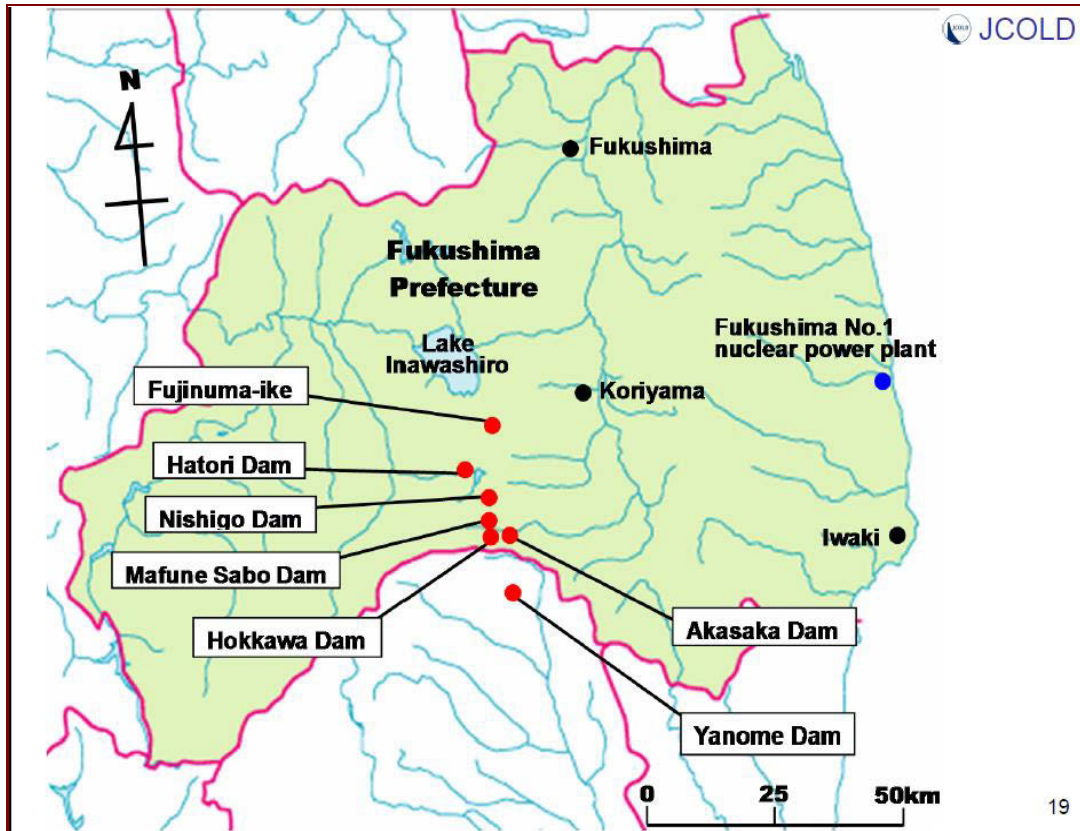 JCOLD
JCOLD
N
Fukushima
Fukushima
Prefecture
Lake
Inawashiro
Fukushima No.1
nuclear power plant
Koriyama
Fujinuma-ike
Hatori Dam
Nishigo Dam
Mafune Sabo Dam
Hokkawa Dam
Iwaki
Akasaka Dam
Yanome Dam
0 25 50km
19